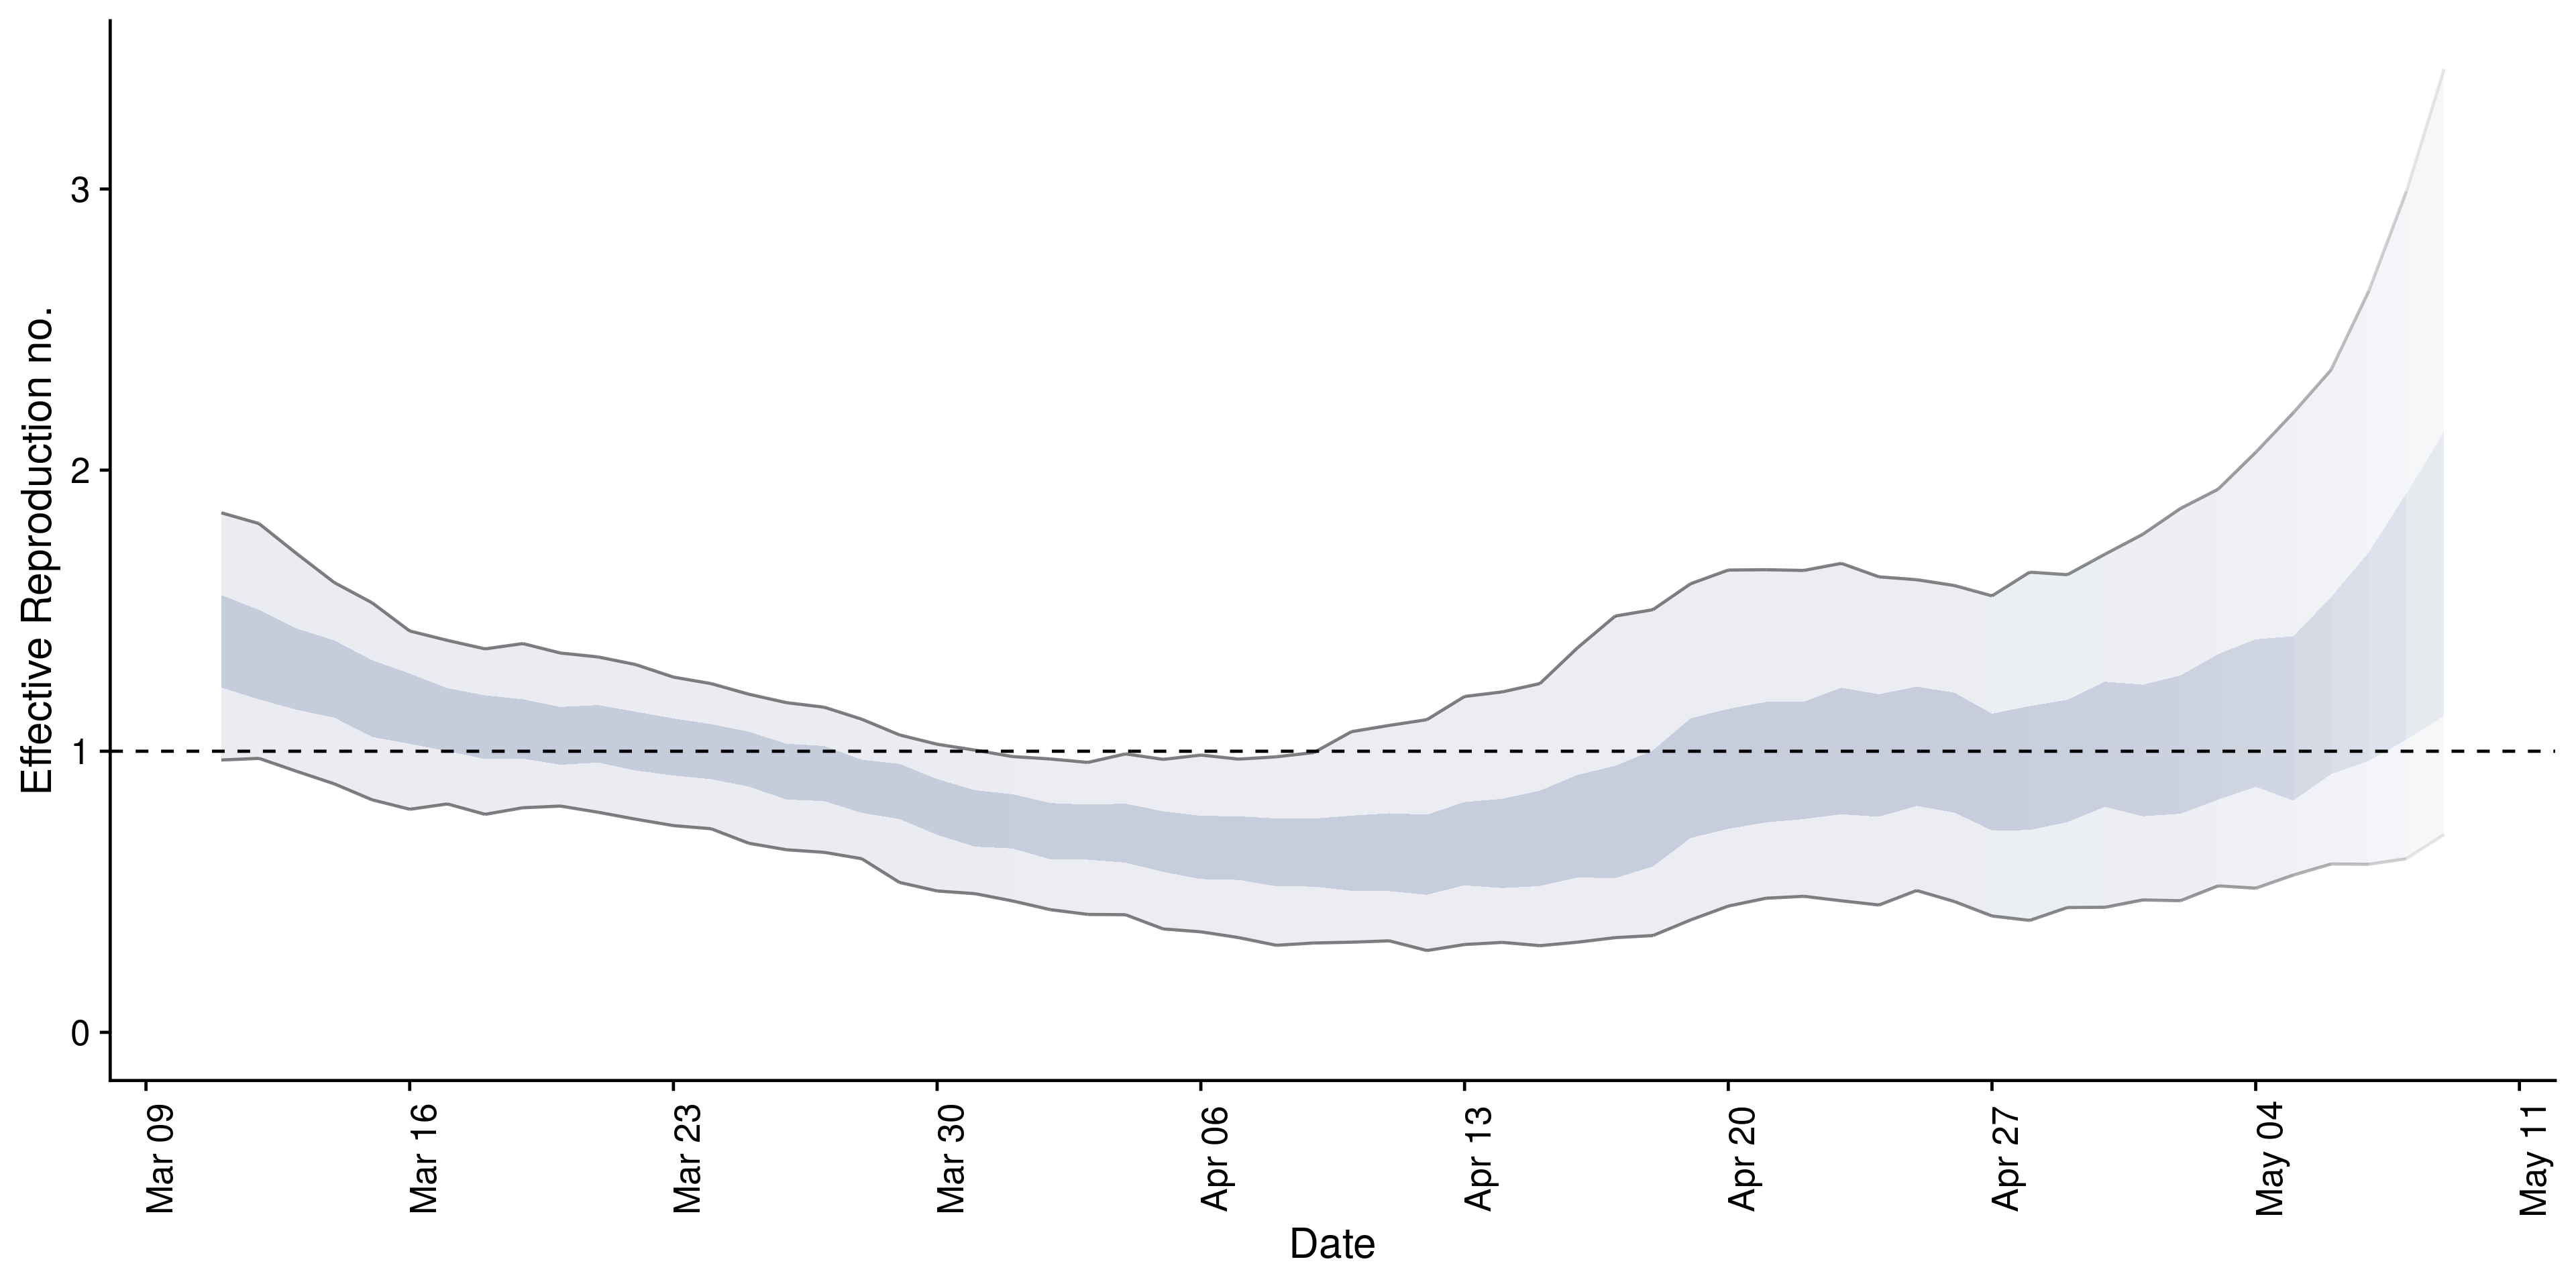 Effective Reproduction no.
3
2
1
0
Mar 09
Mar 16
Mar 23
Mar 30
Apr 06
Apr 13
Apr 20
Apr 27
May 04
May 11
Date